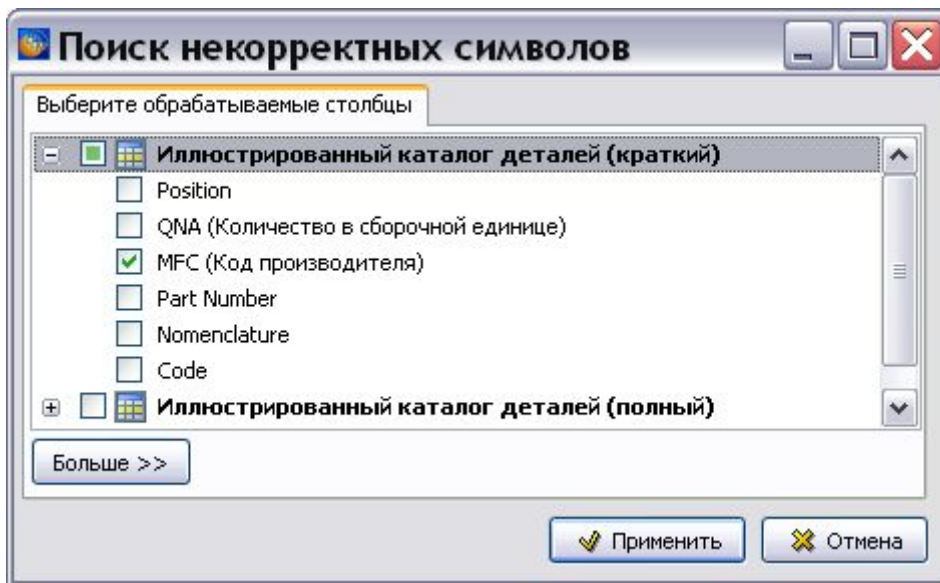 Поиск некорректных символов
Выберите обрабатываемые столбцы
Иллюстрированный каталог деталей (краткий)
Position
QNA (Количество в сборочной единице)
MFC (Код производителя)
Part Number
Nomenclature
Code
Иллюстрированный каталог деталей (полный)
Больше >>
Применить
Отмена